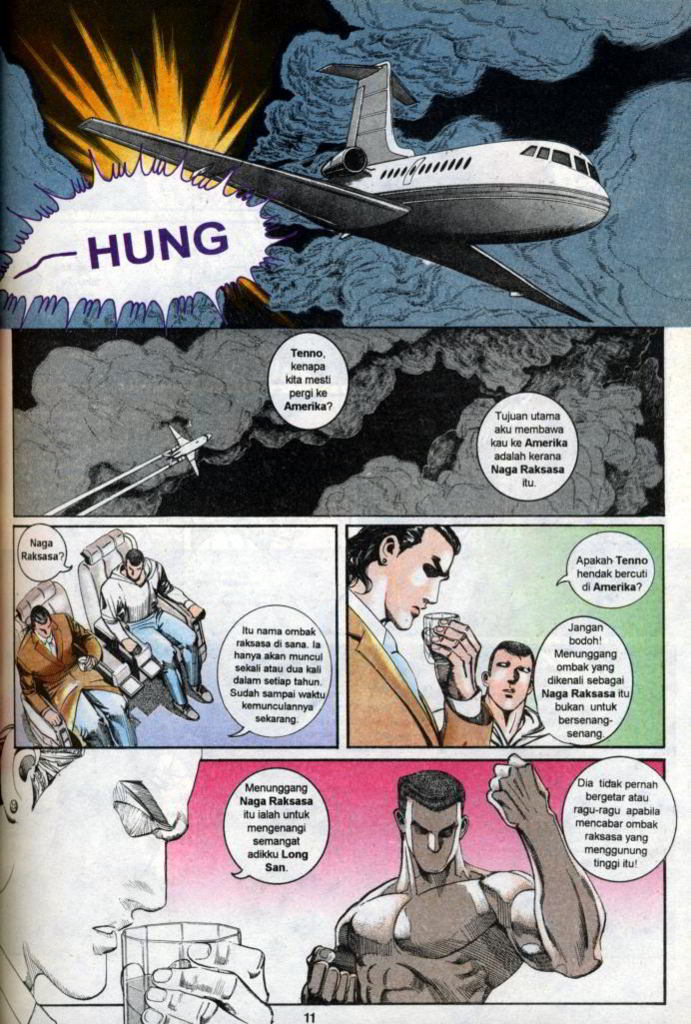 HUNG
Tenno,
kenapa
kita mesti
pergi ke
Amerika?
Tujuan utama
aku membawa
kau ke Amerika
adalah kerana
Naga Raksasa
itu.
Naga
Raksasa?
Itu nama ombak
raksasa di sana. Ia
hanya akan muncul
sekali atau dua kali
dalam setiap tahun.
Sudah sampai waktu
kemunculannya
sekarang.
Apakah Tenno
hendak bercuti
di Amerika?
Jangan
bodoh!
Menunggang
ombak yang
dikenali sebagai
Naga Raksasa itu
bukan untuk
bersenang-
senang.
Menunggang
Naga Raksasa
itu ialah untuk
mengenangi
semangat
adikku Long
San.
Dia tidak pernah
bergetar atau
ragu-ragu apabila
mencabar ombak
raksasa yang
menggunung
tinggi itu!
11